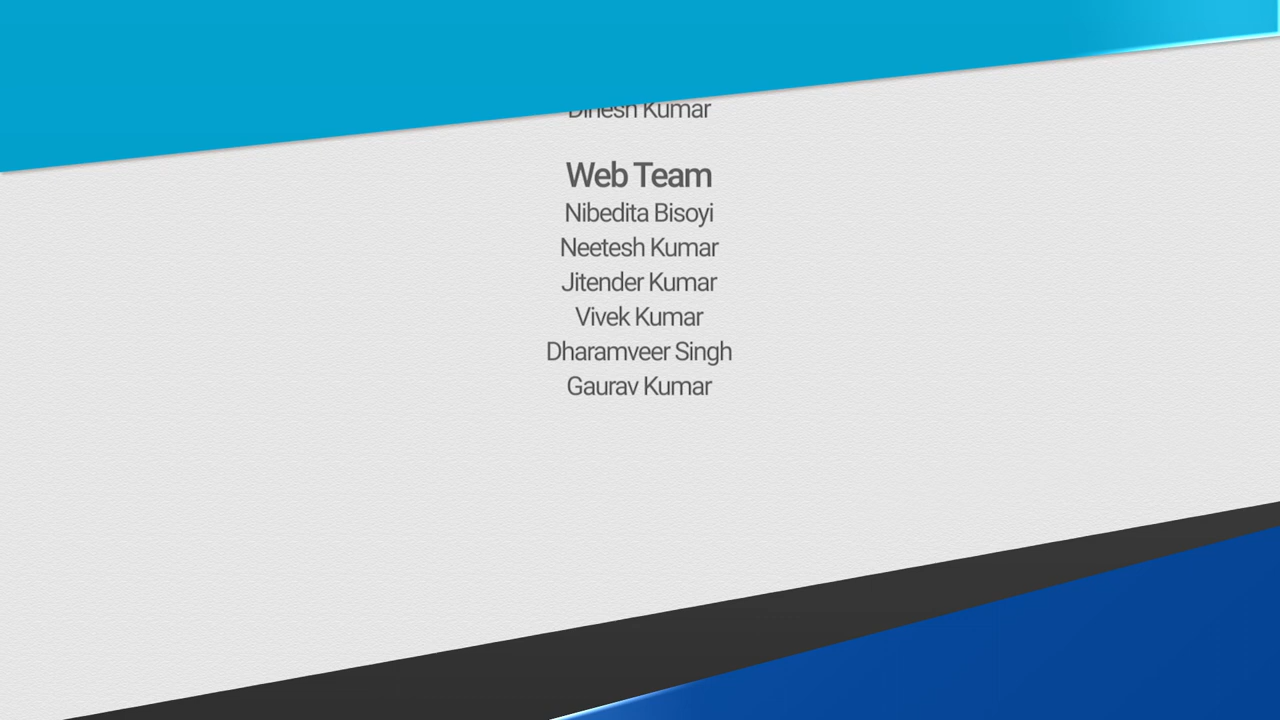 Dinesh Kumar
Web Team
Nibedita Bisoyi
Neetesh Kumar
Jitender Kumar
Vivek Kumar
Dharamveer Singh
Gaurav Kumar